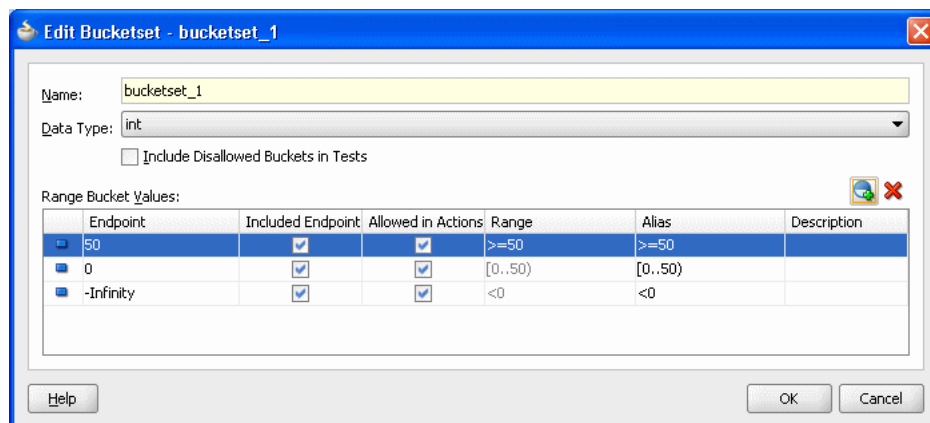 Edit Bucketset - bucketset_1
Name: bucketset_1
Data Type: int
Include Disallowed Buckets in Tests
Range Bucket Values:
Endpoint Included Endpoint Allowed in Actions Range Alias Description
50 >=50 >=50
0 [0..50) [0..50)
-Infinity <0 <0
Help OK Cancel